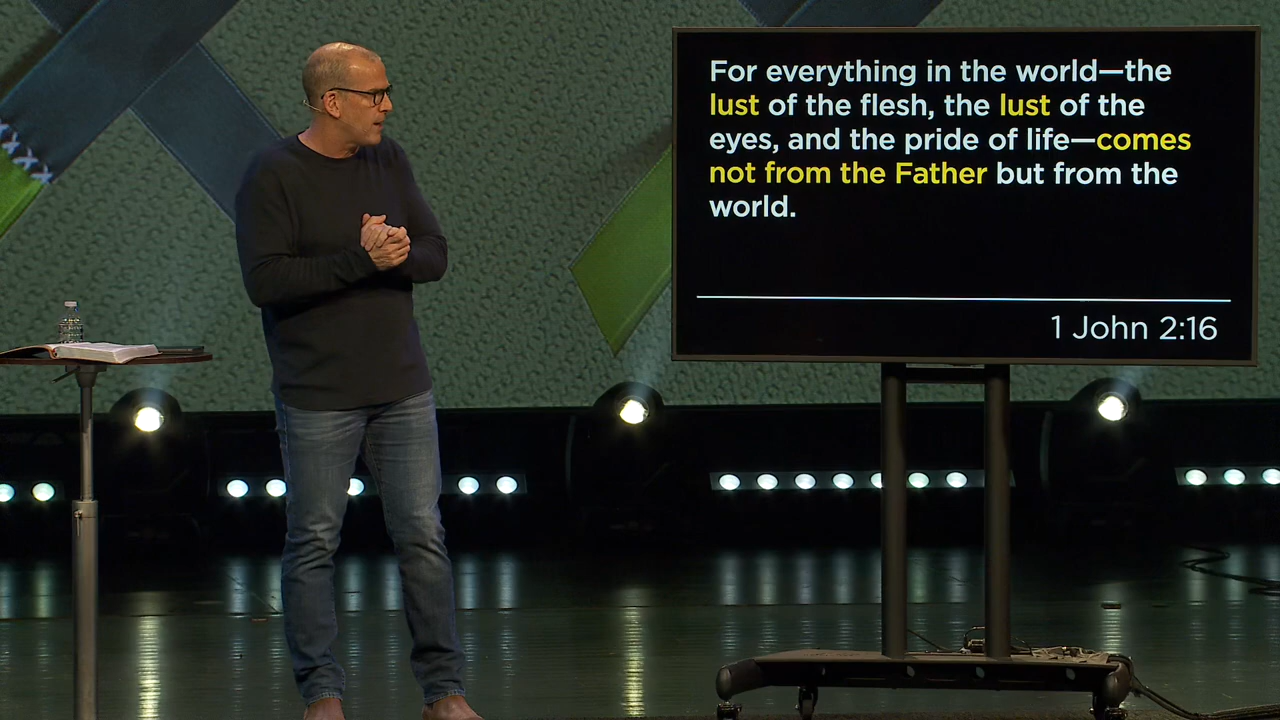 For everything in the world—the
lust of the flesh, the lust of the
eyes, and the pride of life—comes
not from the Father but from the
world.
1 John 2:16